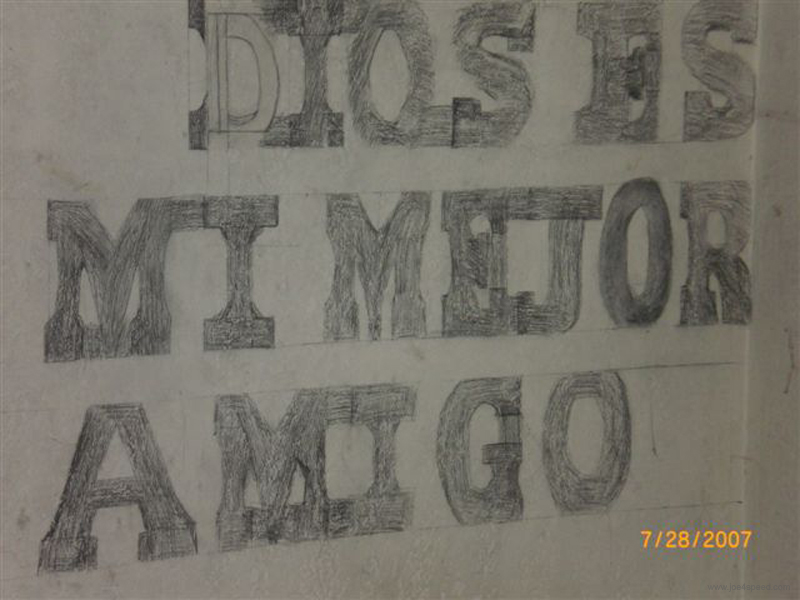 DIOS ES
MI MEJOR
AMIGO
7/28/2007